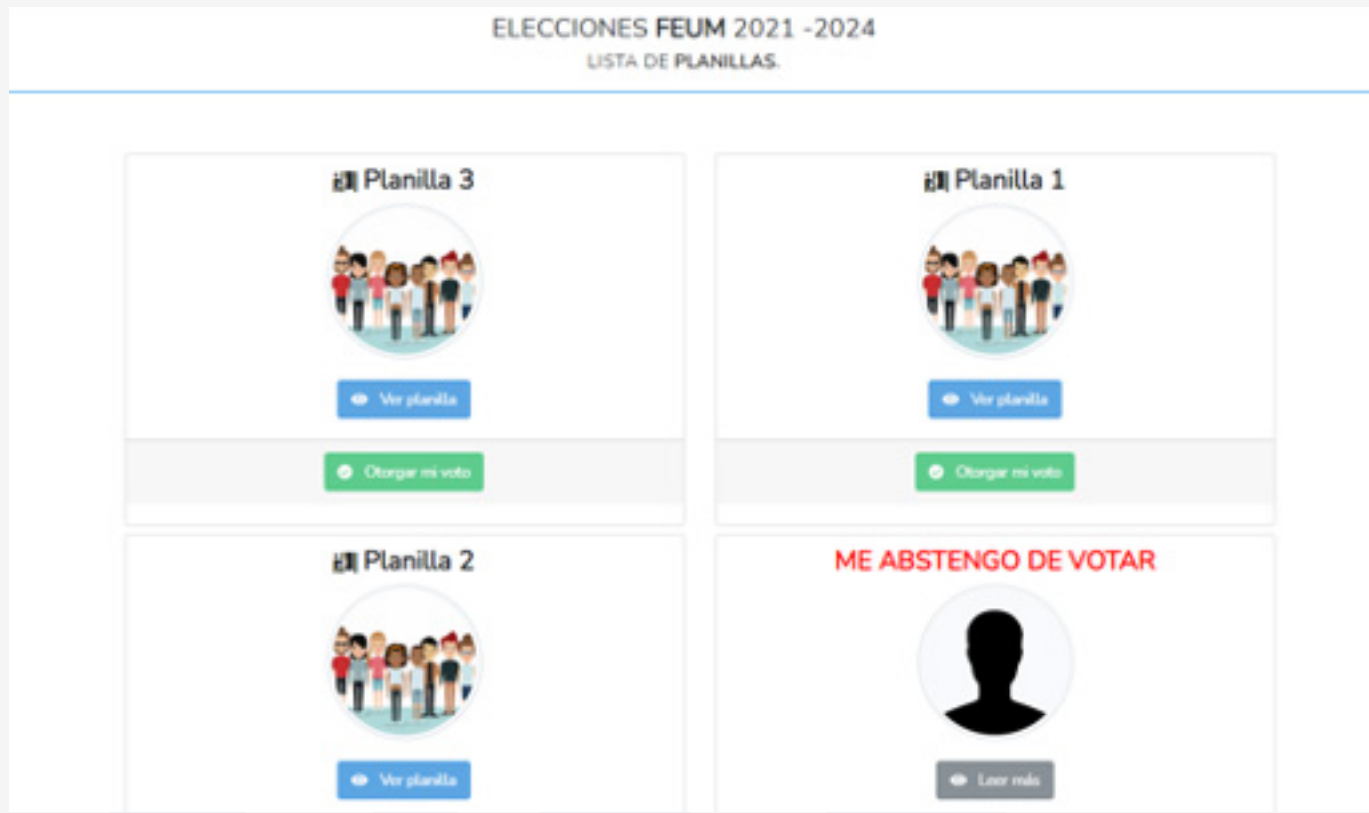 ELECCIONES FEUM 2021 -2024
LISTA DE PLANILLAS.
Planilla 3
Ver planilla
Otorgar mi voto
Planilla 1
Ver planilla
Otorgar mi voto
Planilla 2
Ver planilla
ME ABSTENGO DE VOTAR
Leer más